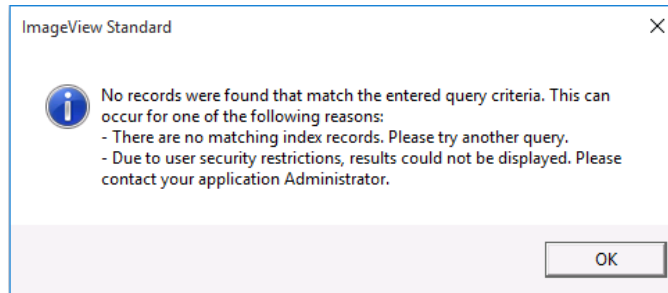 ImageView Standard
No records were found that match the entered query criteria. This can
occur for one of the following reasons:
- There are no matching index records. Please try another query.
- Due to user security restrictions, results could not be displayed. Please
contact your application Administrator.
OK